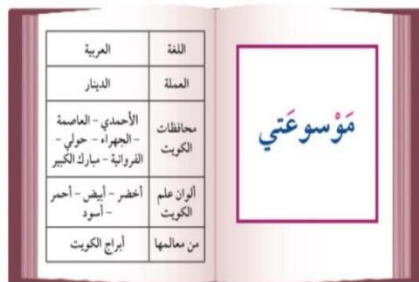 مَوْسوعَتي
اللغة
العربية
العملة
الدينار
محافظات
الكويت
الأحمدي – العاصمة
– الجهراء – حولي –
الفروانية – مبارك الكبير
ألوان علم
الكويت
أخضر – أبيض – أحمر
– أسود
من معالمها
أبراج الكويت